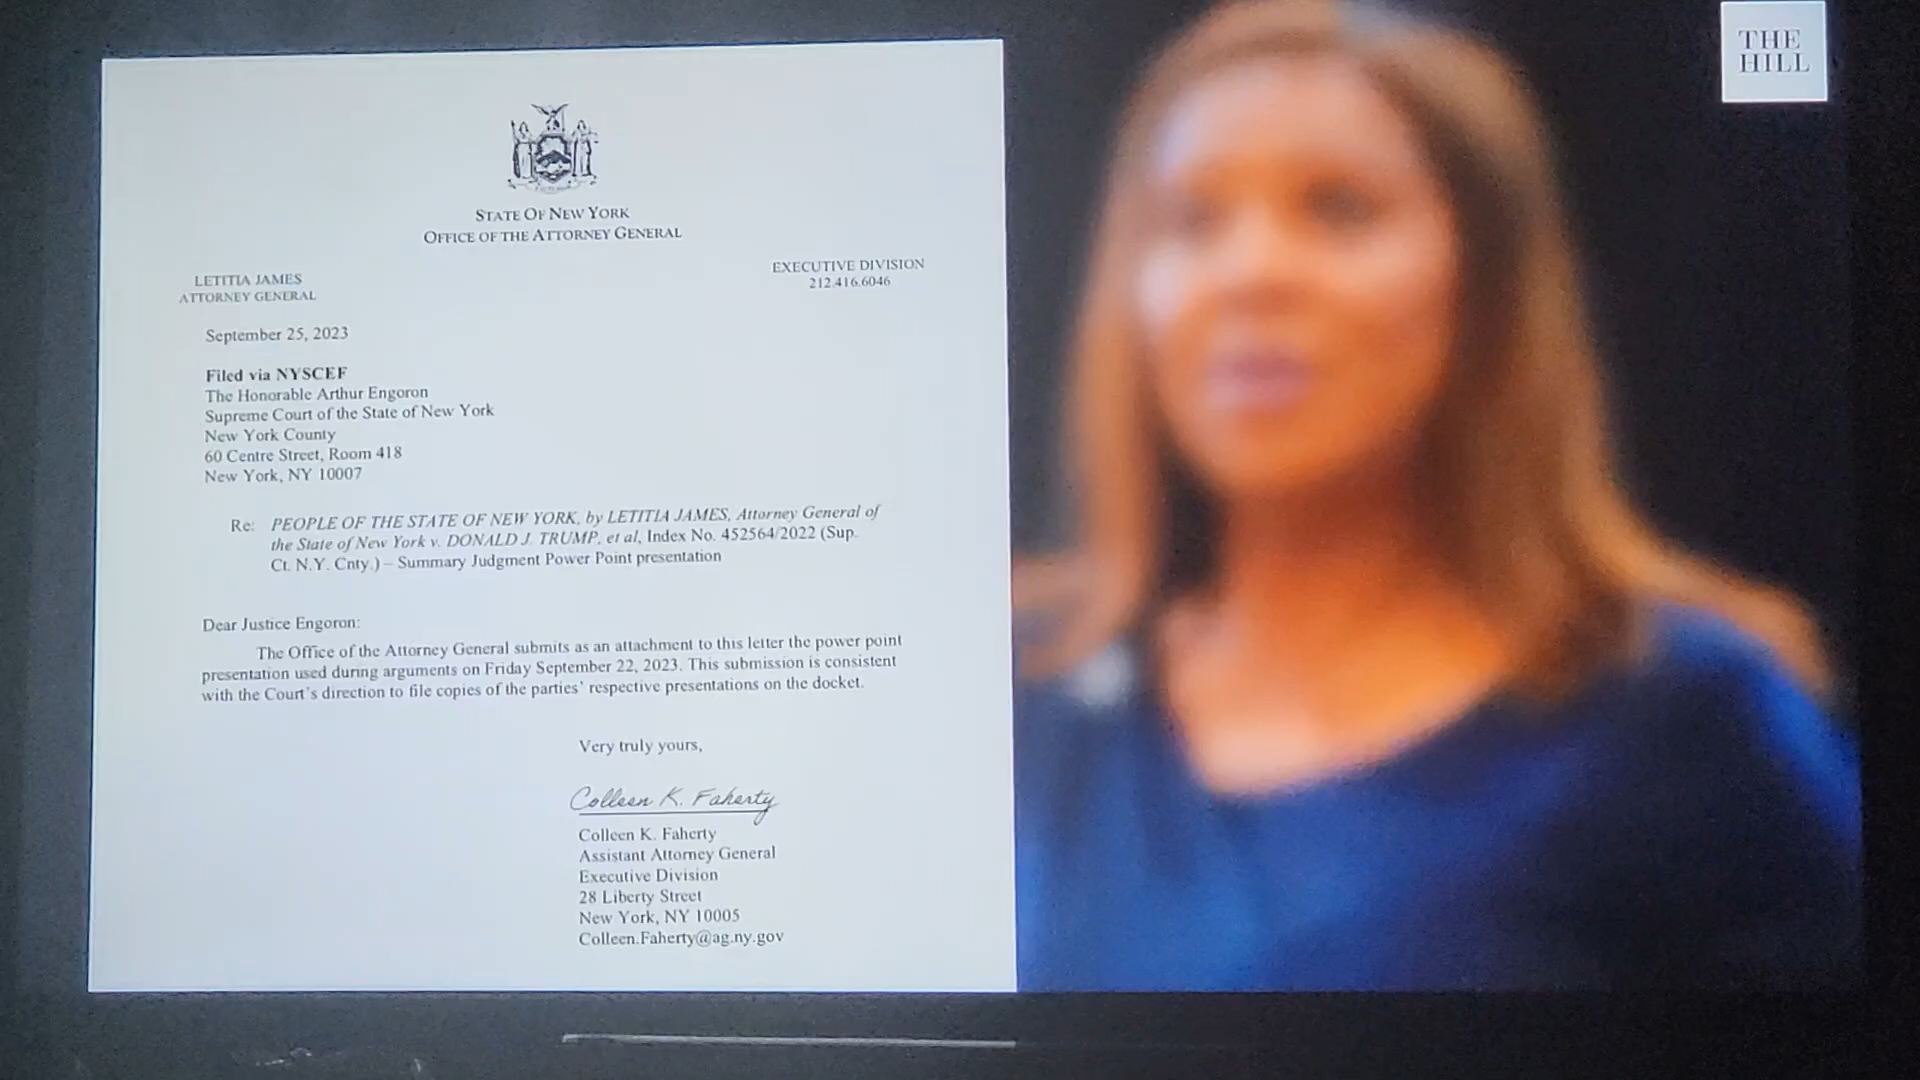 THE
HILL
STATE OF NEW YORK
OFFICE OF THE ATTORNEY GENERAL
LETITIA JAMES
ATTORNEY GENERAL
EXECUTIVE DIVISION
212.416.6046
September 25, 2023
Filed via NYSCEF
The Honorable Arthur Engoron
Supreme Court of the State of New York
New York County
60 Centre Street, Room 418
New York, NY 10007
Re: PEOPLE OF THE STATE OF NEW YORK, by LETITIA JAMES, Attorney General of
the State of New York v. DONALD J. TRUMP, et al, Index No. 452564/2022 (Sup.
Ct. N.Y. Cnty.) – Summary Judgment Power Point presentation
Dear Justice Engoron:
The Office of the Attorney General submits as an attachment to this letter the power point
presentation used during arguments on Friday September 22, 2023. This submission is consistent
with the Court's direction to file copies of the parties' respective presentations on the docket.
Very truly yours,
Colleen K. Faherty
Colleen K. Faherty
Assistant Attorney General
Executive Division
28 Liberty Street
New York, NY 10005
Colleen.Faherty@ag.ny.gov